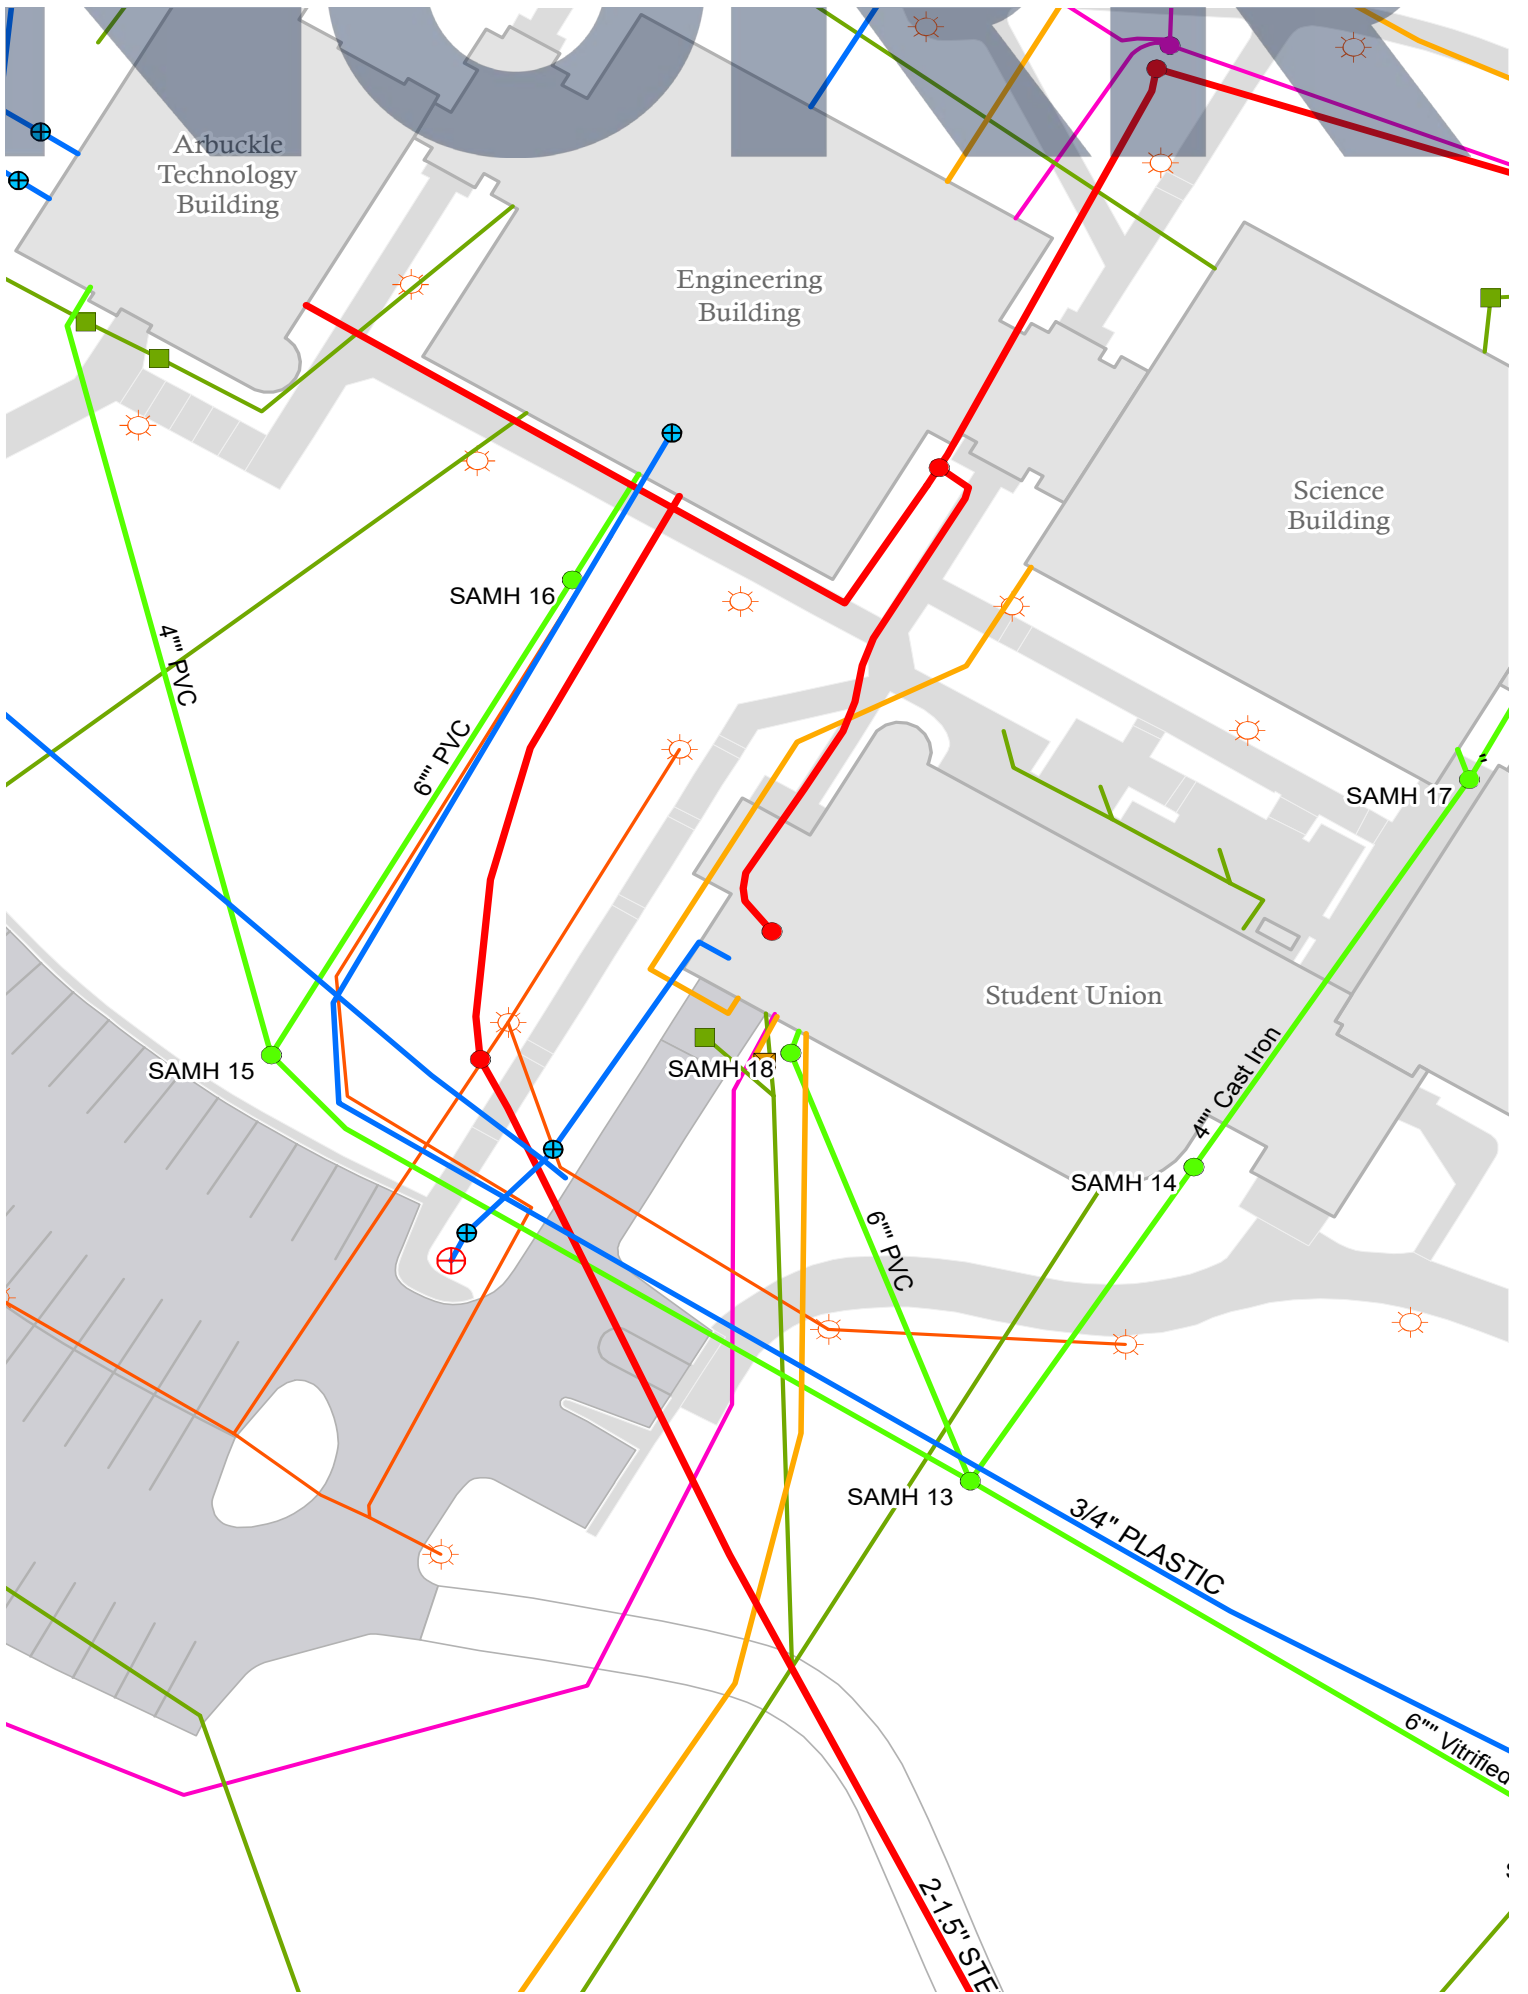 Arbuckle
Technology
Building
Engineering
Building
Science
Building
SAMH 16
4"" PVC
6"" PVC
SAMH 17
"
Student Union
SAMH 15
SAMH 18
4"" Cast Iron
SAMH 14
6"" PVC
SAMH 13
3/4" PLASTIC
6"" Vitrified
2-1.5" STE